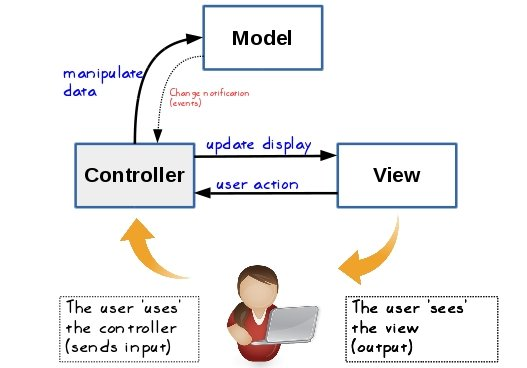 Model
manipulate
data
Change notification
(events)
update display
Controller
View
user action
The user 'uses'
the controller
(sends input)
The user 'sees'
the view
(output)